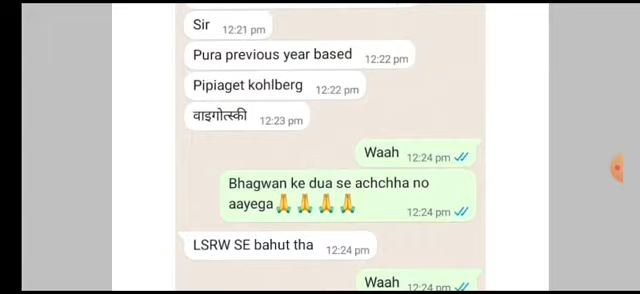 Sir 12:21 pm
Pura previous year based 12:22 pm
Pipiaget kohlberg 12:22 pm
वाइगोत्स्की 12:23 pm
Waah 12:24 pm
Bhagwan ke dua se achchha no
aayega🙏🙏🙏🙏 12:24 pm
LSRW SE bahut tha 12:24 pm
Waah 12:24 pm